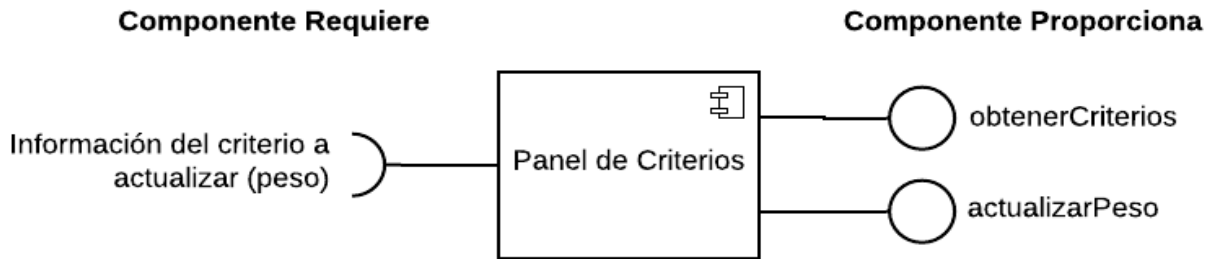 Componente Requiere
Componente Proporciona
Información del criterio a
actualizar (peso)
Panel de Criterios
obtenerCriterios
actualizarPeso